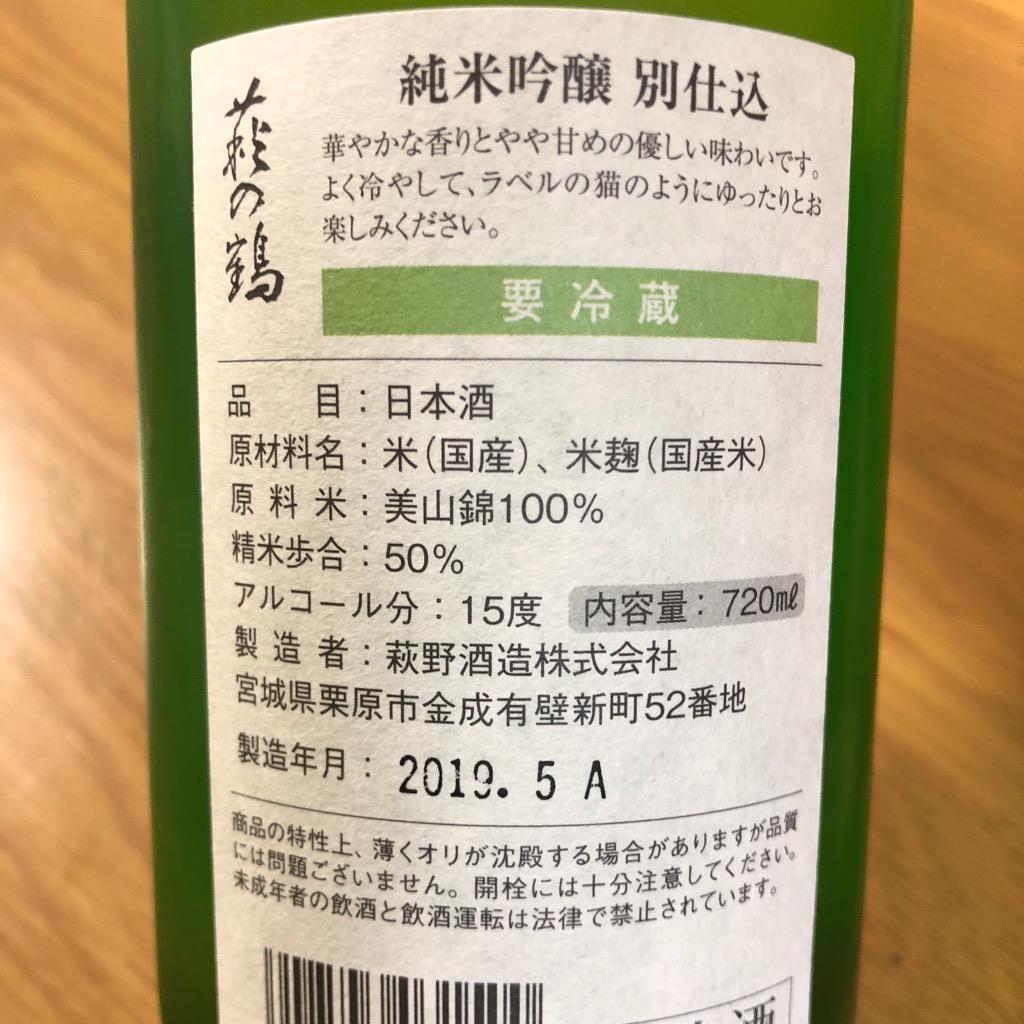 萩の鶴
純米吟醸 別仕込
華やかな香りとやや甘めの優しい味わいです。
よく冷やして、ラベルの猫のようにゆったりとお
楽しみください。
要冷蔵
品目：日本酒
原材料名：米（国産）、米麹（国産米）
原料米：美山錦100%
精米歩合：50%
アルコール分：15度 内容量：720ml
製造者：萩野酒造株式会社
宮城県栗原市金成有壁新町52番地
製造年月：2019. 5 A
商品の特性上、薄くオリが沈殿する場合がありますが品質
には問題ございません。開栓には十分注意してください。
未成年者の飲酒と飲酒運転は法律で禁止されています。
酒